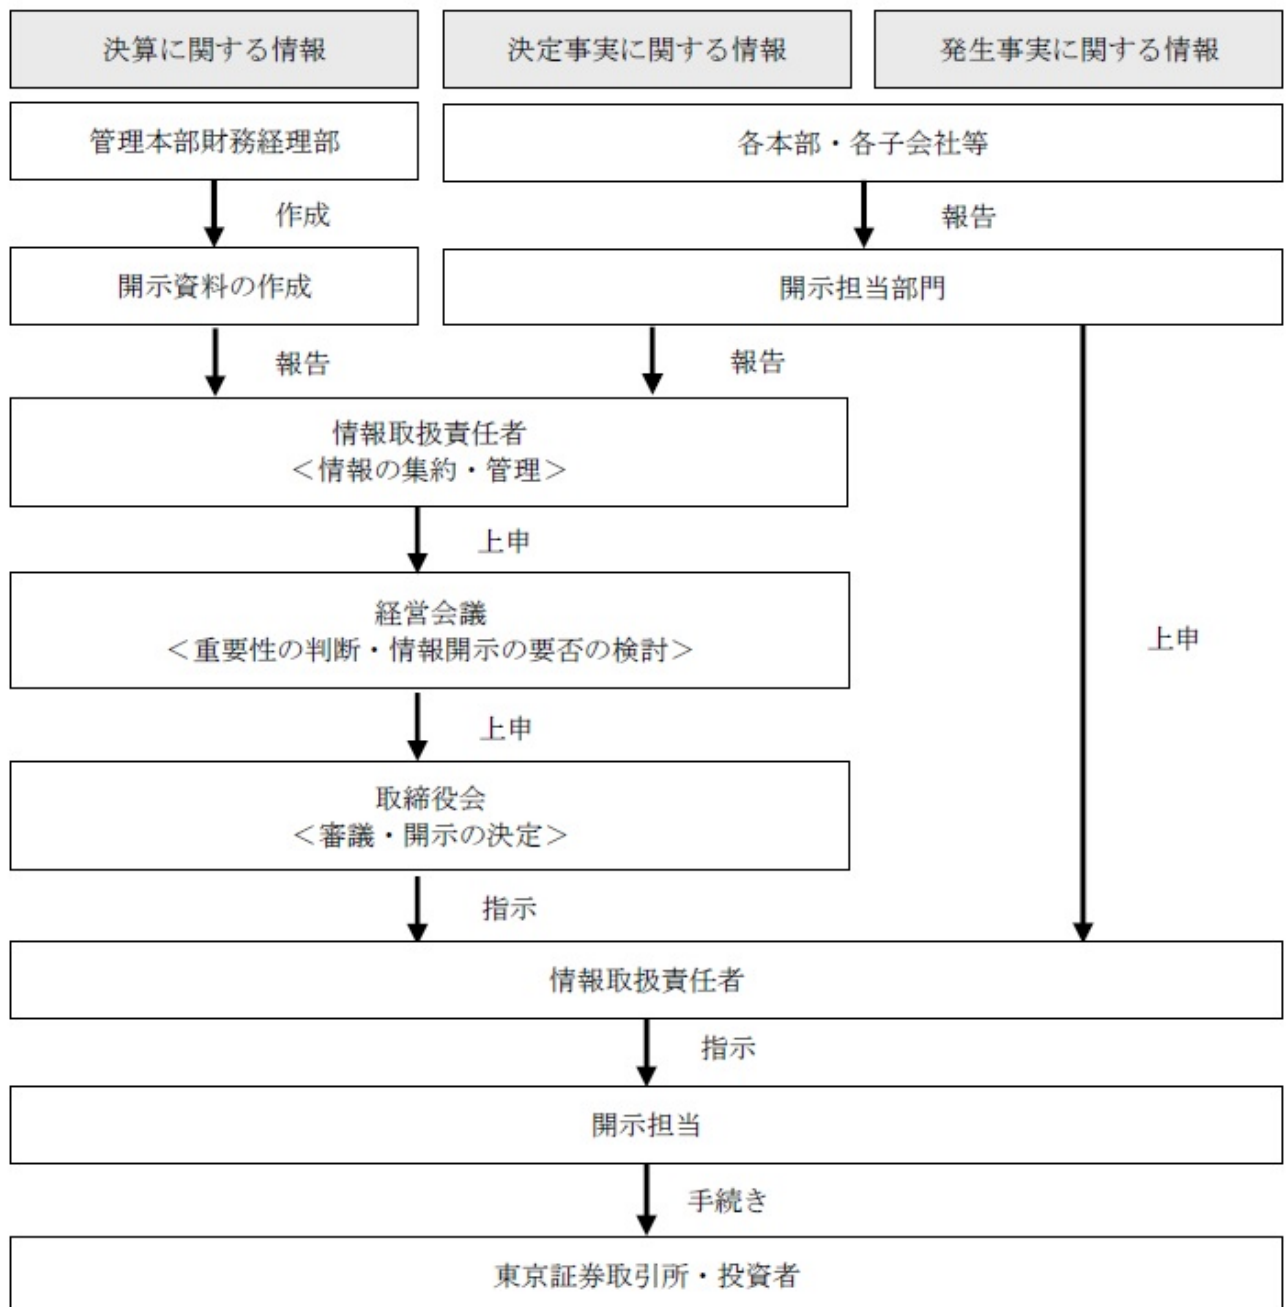 決算に関する情報
決定事実に関する情報
発生事実に関する情報
管理本部財務経理部
各本部・各子会社等
作成
報告
開示資料の作成
開示担当部門
報告
報告
情報取扱責任者
＜情報の集約・管理＞
上申
経営会議
＜重要性の判断・情報開示の要否の検討＞
上申
上申
取締役会
＜審議・開示の決定＞
指示
情報取扱責任者
指示
開示担当
手続き
東京証券取引所・投資者